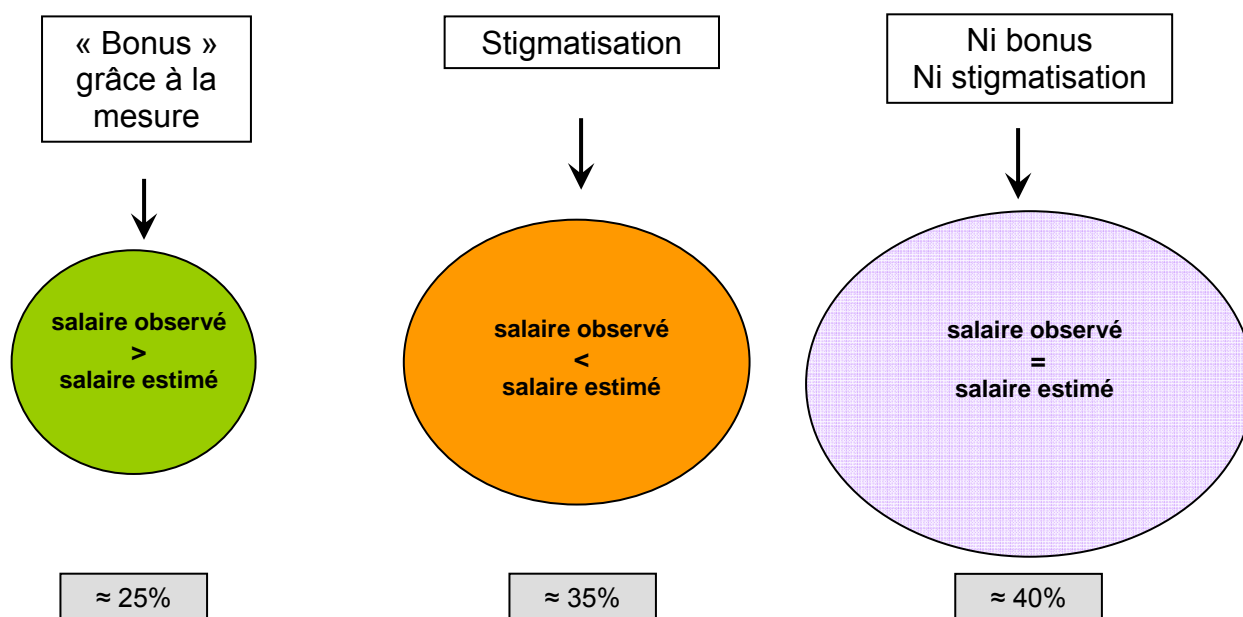 « Bonus »
grâce à la
mesure
Stigmatisation
Ni bonus
Ni stigmatisation
salaire observé
>
salaire estimé
salaire observé
<
salaire estimé
salaire observé
=
salaire estimé
≈ 25%
≈ 35%
≈ 40%